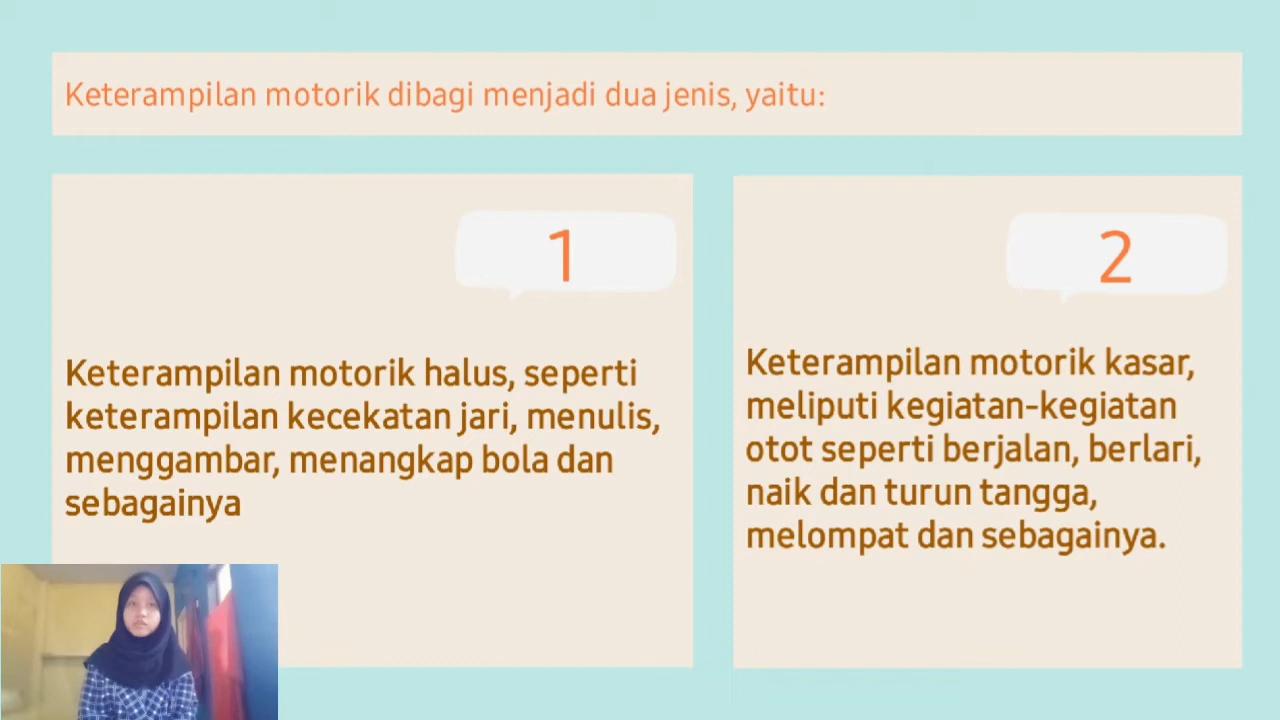 Keterampilan motorik dibagi menjadi dua jenis, yaitu:
1
Keterampilan motorik halus, seperti
keterampilan kecekatan jari, menulis,
menggambar, menangkap bola dan
sebagainya
2
Keterampilan motorik kasar,
meliputi kegiatan-kegiatan
otot seperti berjalan, berlari,
naik dan turun tangga,
melompat dan sebagainya.